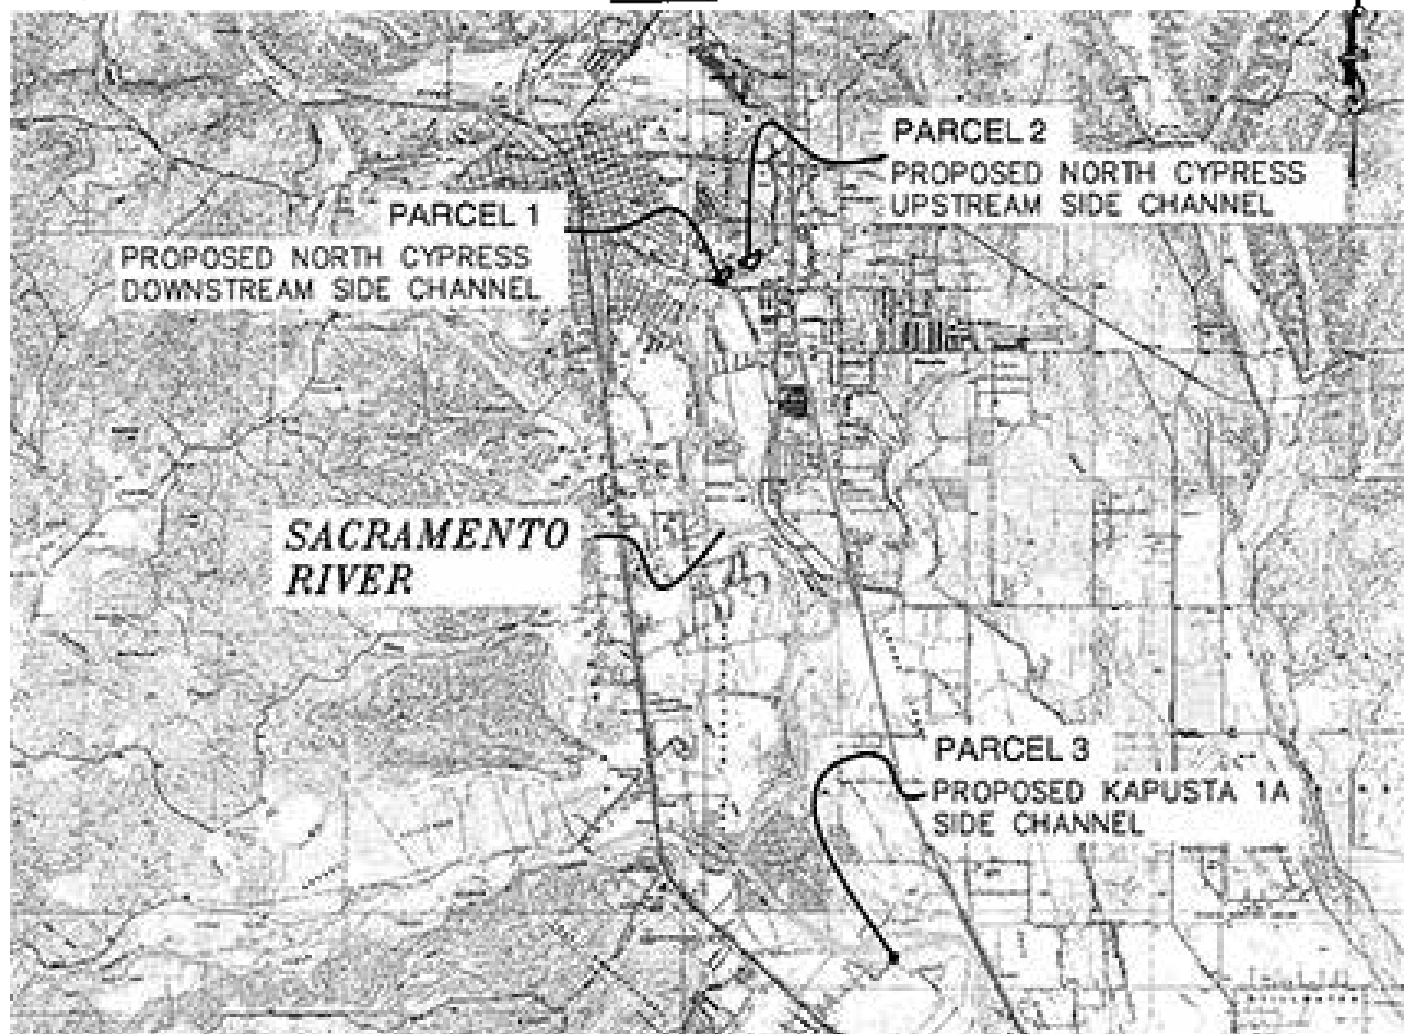 PARCEL 2
PROPOSED NORTH CYPRESS
UPSTREAM SIDE CHANNEL
PARCEL 1
PROPOSED NORTH CYPRESS
DOWNSTREAM SIDE CHANNEL
SACRAMENTO
RIVER
PARCEL 3
PROPOSED KAPUSTA 1A
SIDE CHANNEL